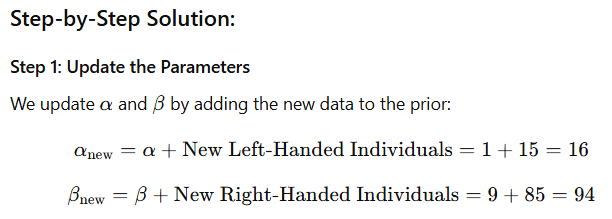 Step-by-Step Solution:
Step 1: Update the Parameters
We update α and β by adding the new data to the prior:
α_new = α + New Left-Handed Individuals = 1 + 15 = 16
β_new = β + New Right-Handed Individuals = 9 + 85 = 94